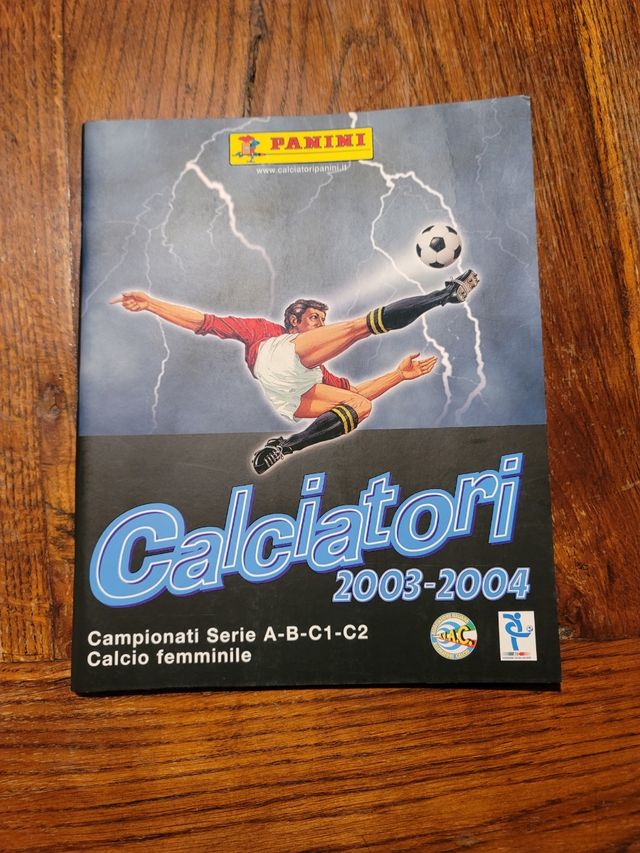 PANINI
www.calciatoripanini.it
Calciatori
2003-2004
Campionati Serie A-B-C1-C2
Calcio femminile